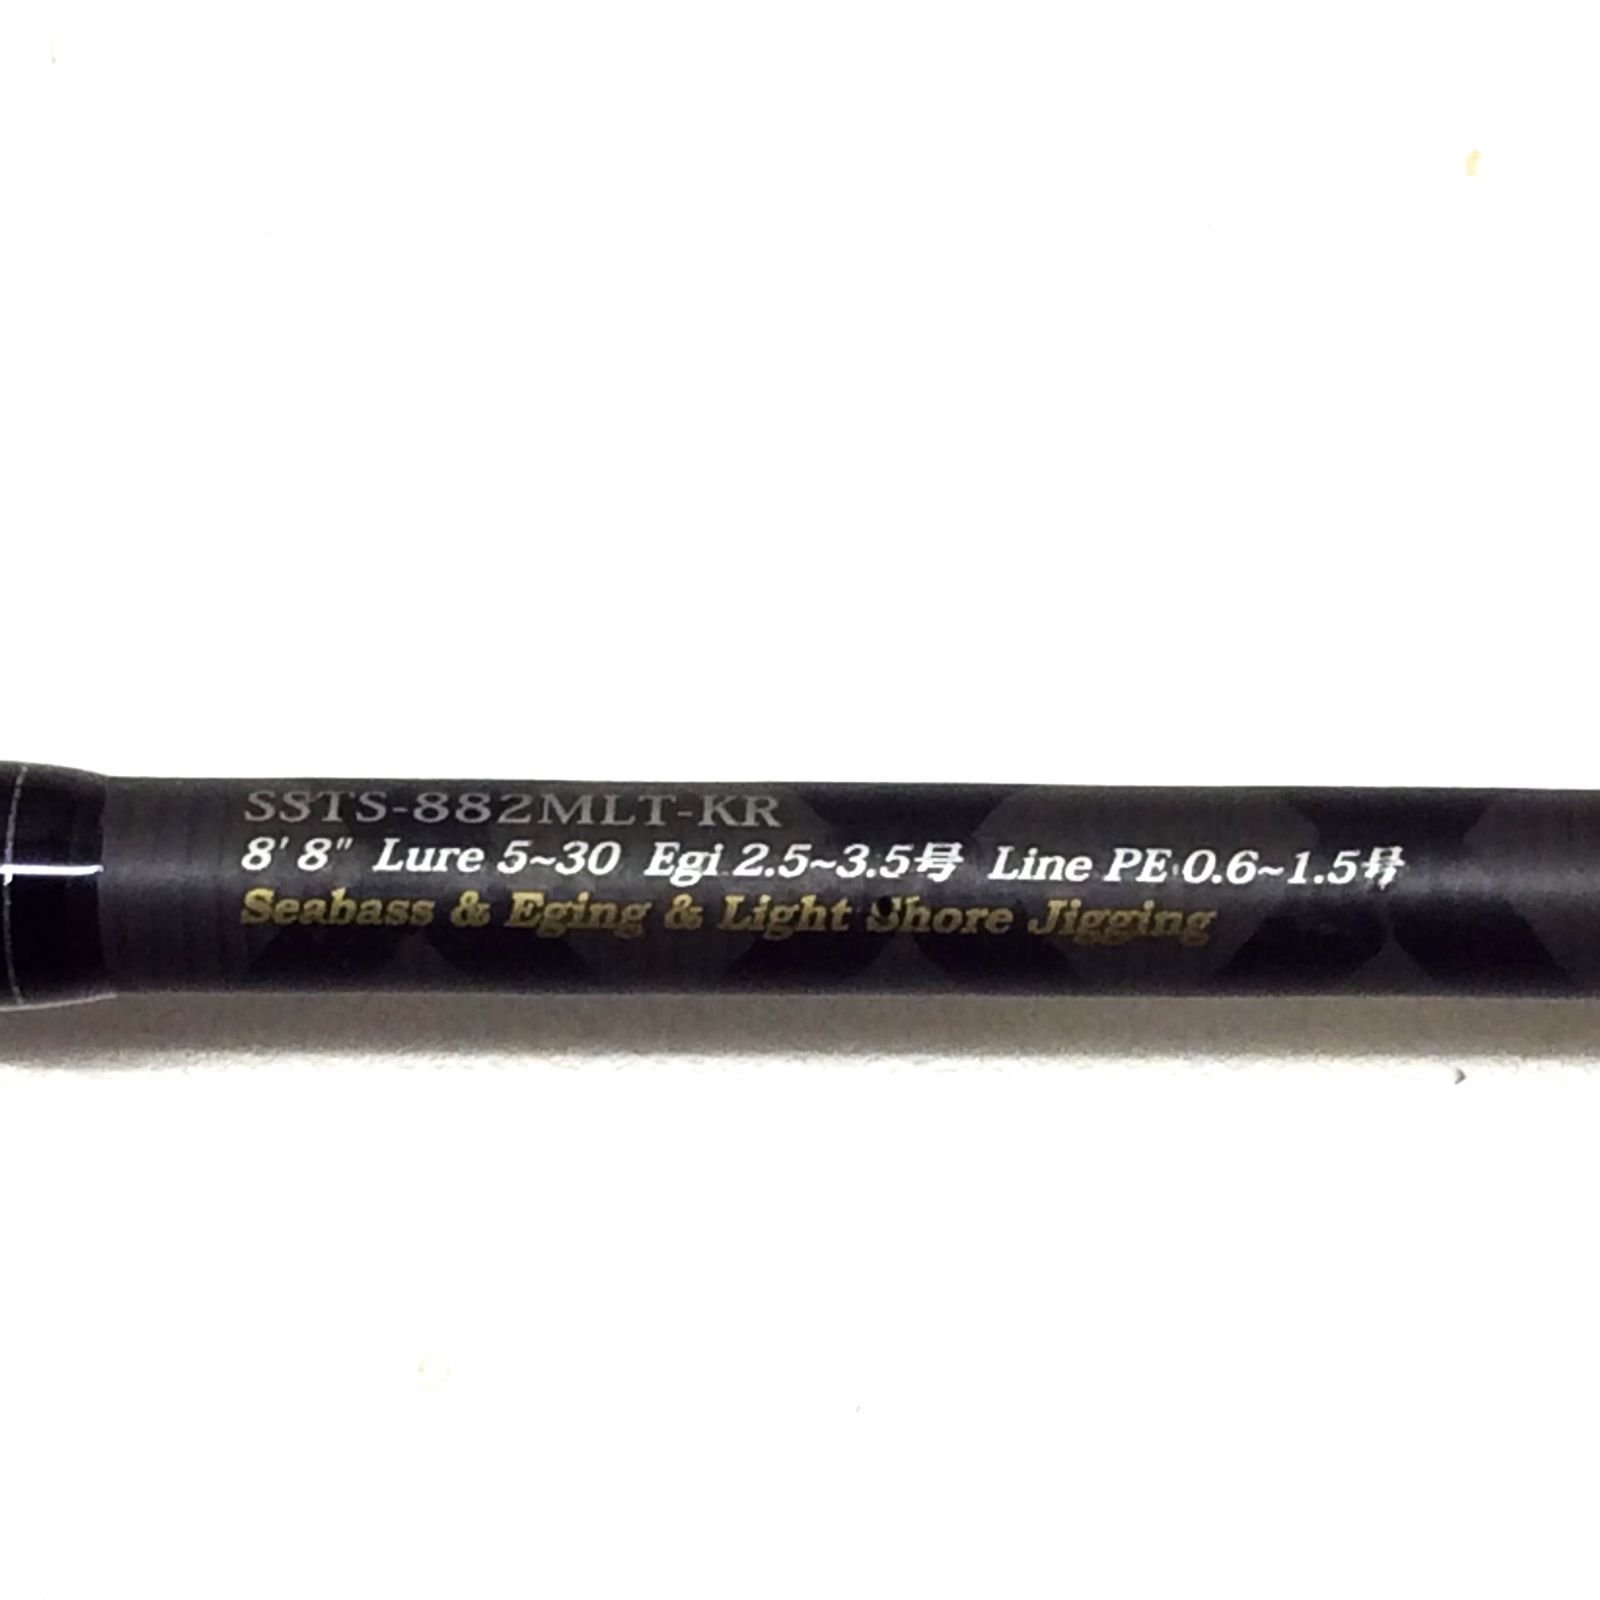 SSTS-882MLT-KR
8'8" Lure 5~30 Egi 2.5~3.5号 Line PE 0.6~1.5号
Seabass & Eging & Light Shore Jigging